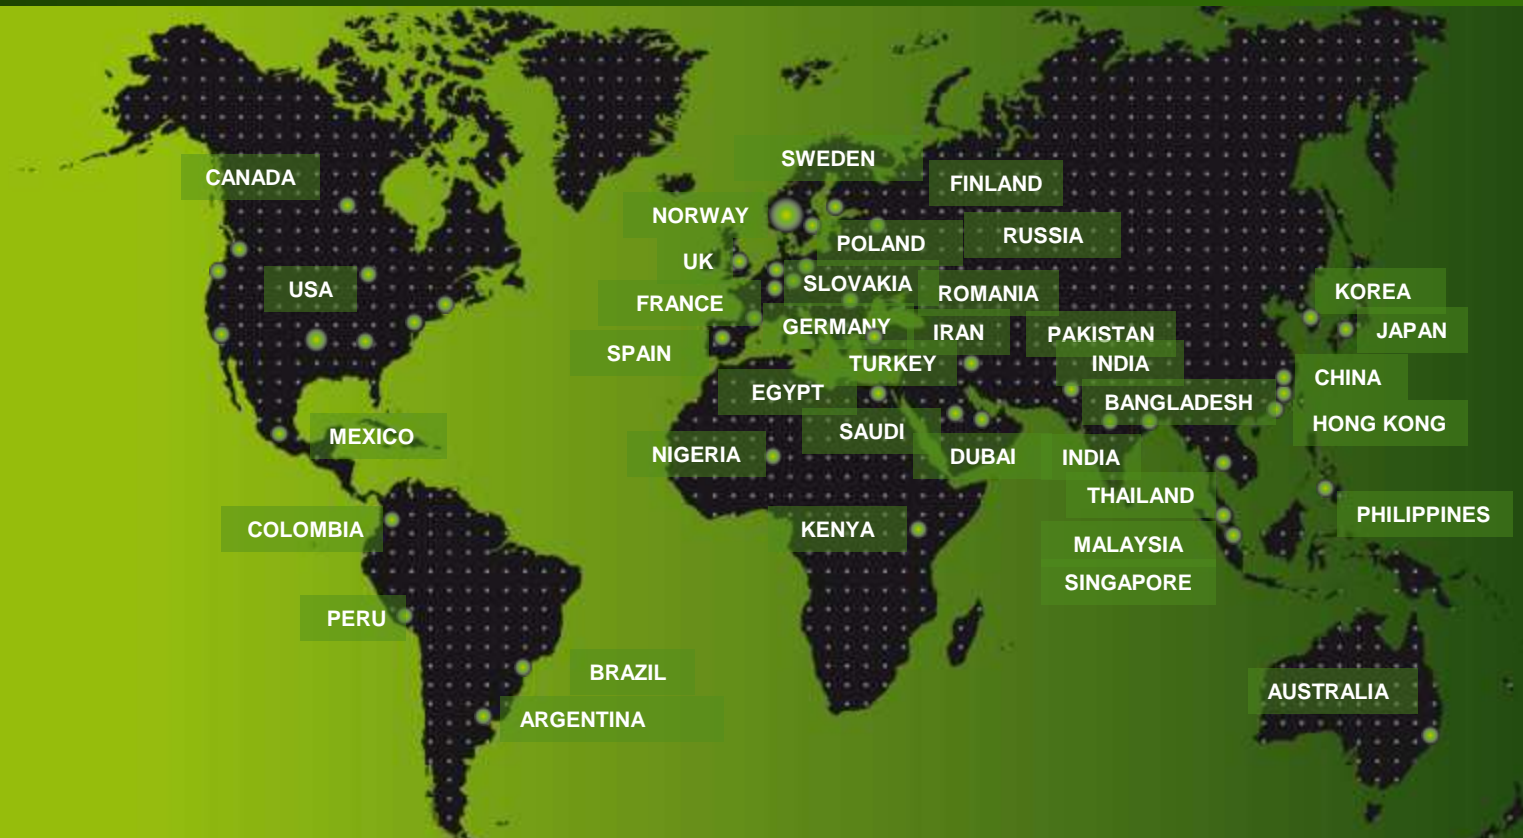 SWEDEN
CANADA
FINLAND
NORWAY
RUSSIA
POLAND
UK
SLOVAKIA
USA
ROMANIA
KOREA
FRANCE
GERMANY
IRAN
PAKISTAN
JAPAN
SPAIN
TURKEY
INDIA
CHINA
EGYPT
BANGLADESH
HONG KONG
MEXICO
SAUDI
NIGERIA
DUBAI
INDIA
THAILAND
PHILIPPINES
COLOMBIA
KENYA
MALAYSIA
SINGAPORE
PERU
BRAZIL
AUSTRALIA
ARGENTINA